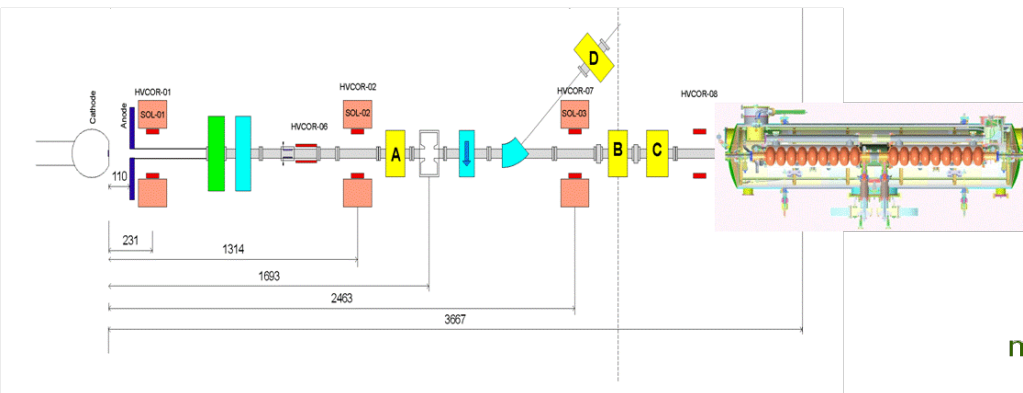 D
HVCOR-01
HVCOR-02
HVCOR-07
HVCOR-08
Cathode
Anode
SOL-01
SOL-02
SOL-03
HVCOR-06
A
B
C
110
231
1314
1693
2463
3667
n